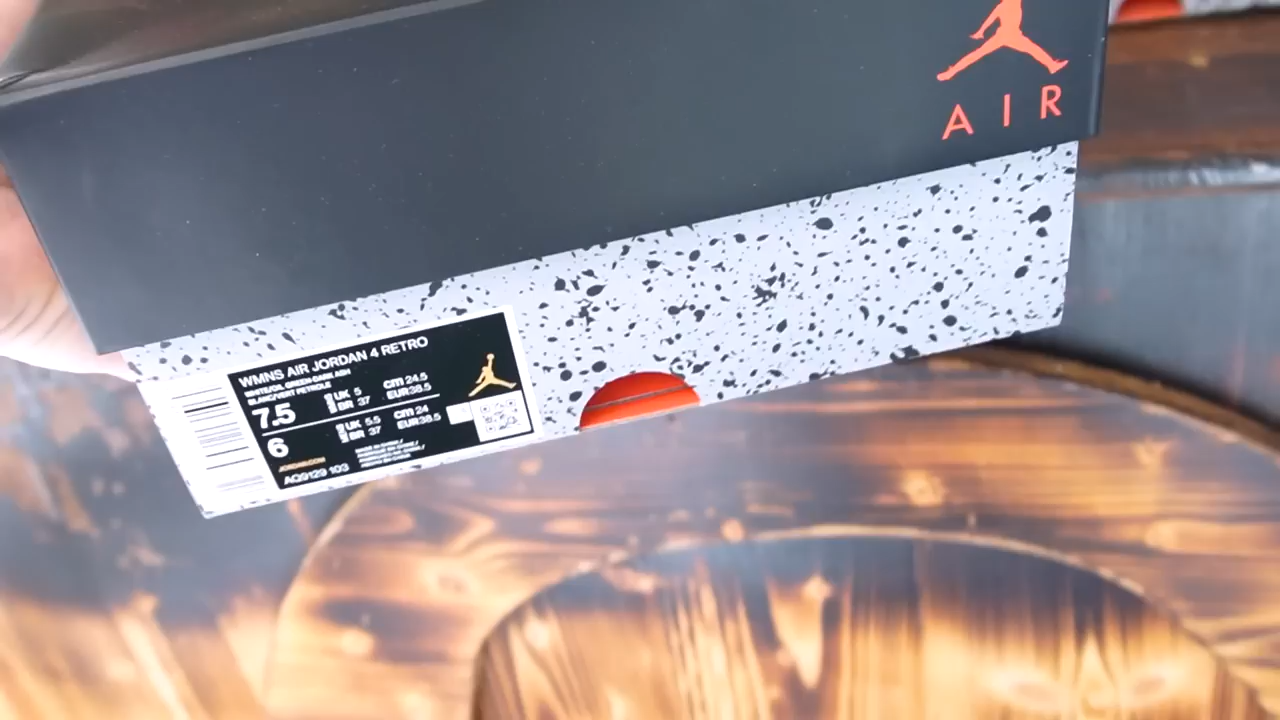 AIR
WMNS AIR JORDAN 4 RETRO
WHITE/OIL GREEN-DARK ASH
BLANC/VERT PETROLE
7.5 UK 5 cm 24.5
BR 37 EUR 38.5
6 UK 5.5 cm 24
BR 37 EUR 38.5
JORDAN.COM
AQ9129 103